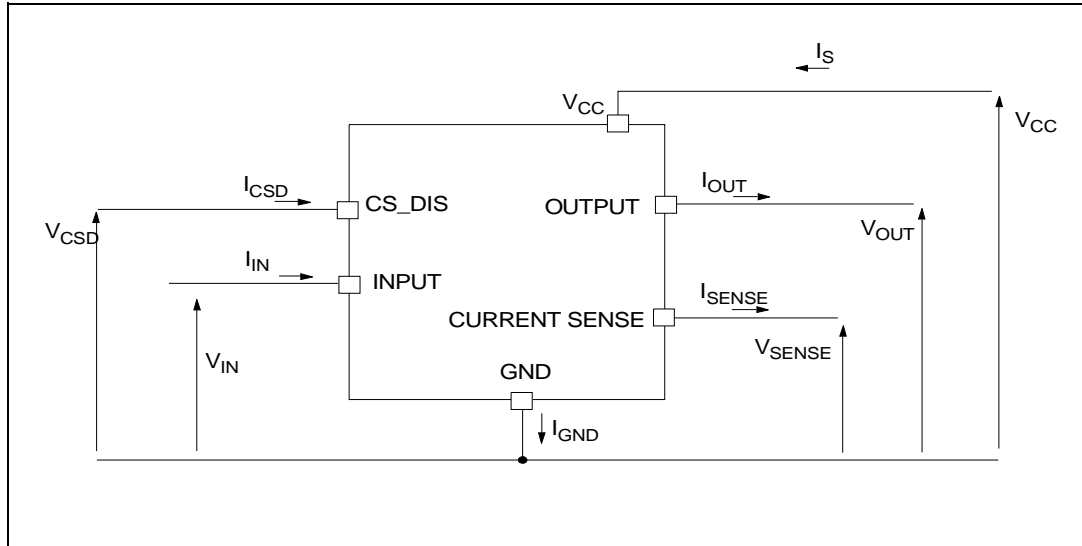 I_S
V_CC
V_CC
I_CSD
CS_DIS
OUTPUT
I_OUT
V_CSD
V_OUT
I_IN
INPUT
I_SENSE
CURRENT SENSE
V_SENSE
V_IN
GND
I_GND